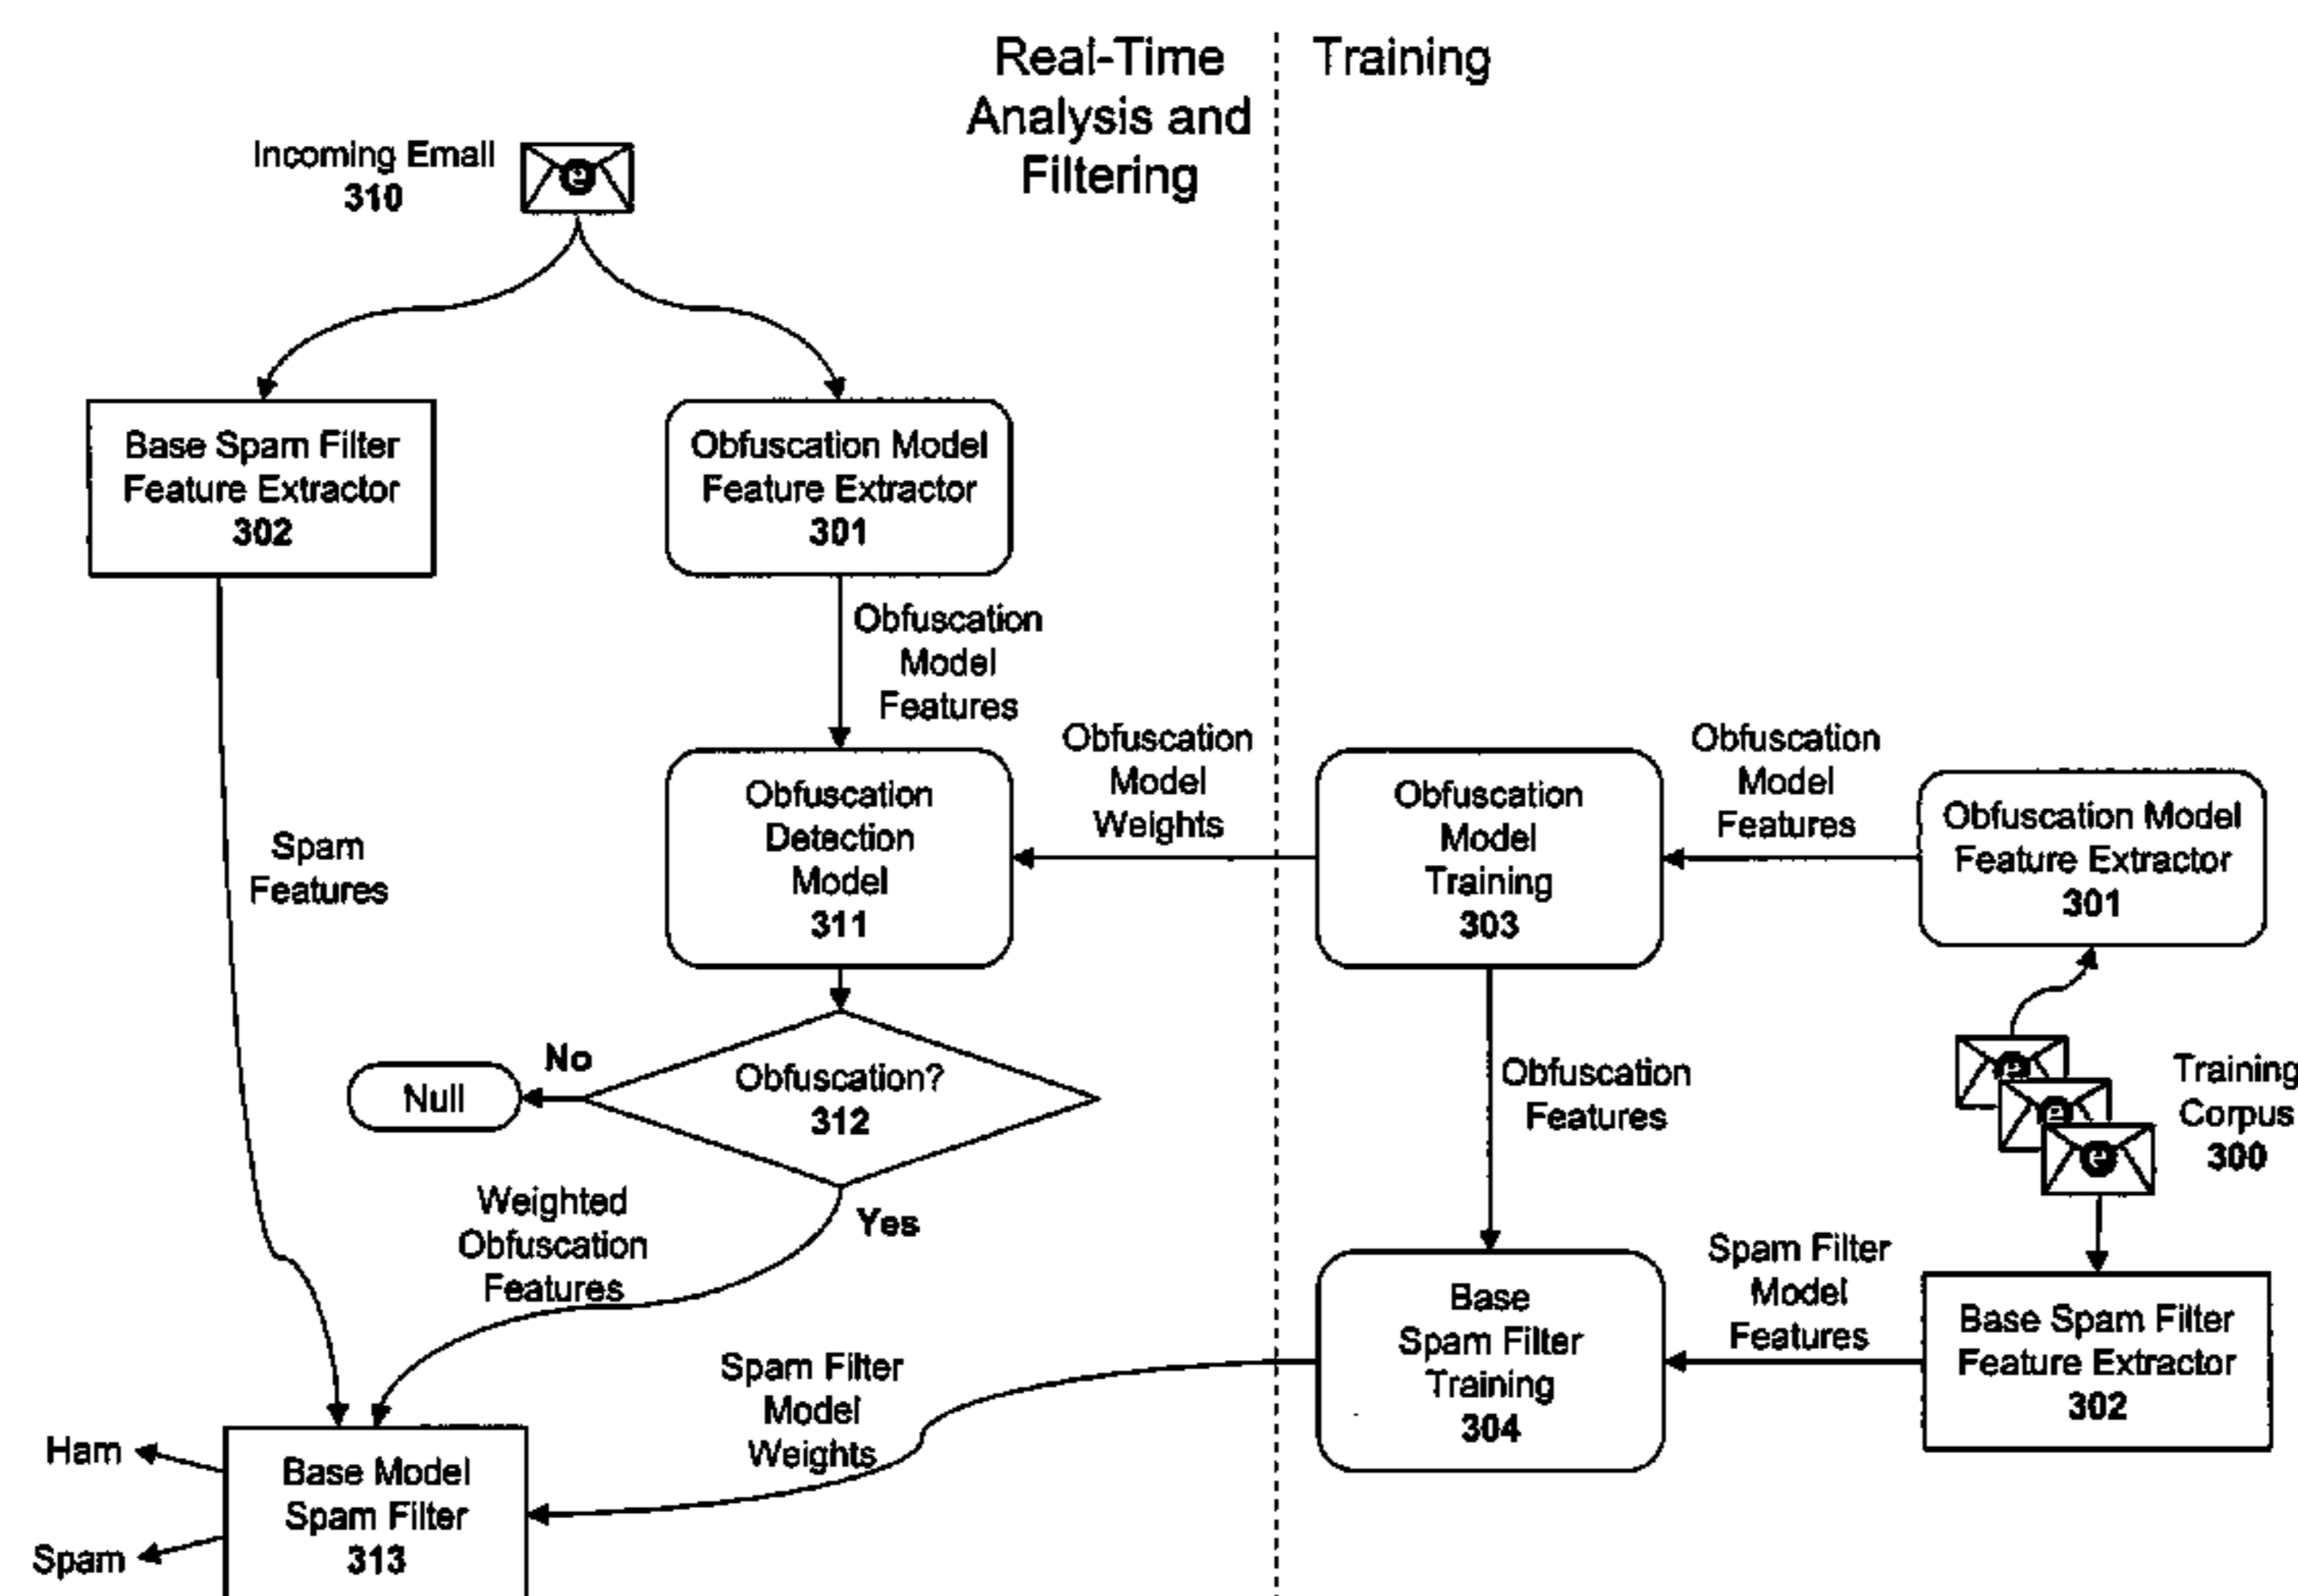 Real-Time
Analysis and
Filtering
Training
Incoming Email
310
Base Spam Filter
Feature Extractor
302
Obfuscation Model
Feature Extractor
301
Obfuscation
Model
Features
Obfuscation
Model
Weights
Obfuscation
Model
Features
Obfuscation
Detection
Model
311
Obfuscation
Model
Training
303
Obfuscation Model
Feature Extractor
301
Spam
Features
No
Null
Obfuscation?
312
Obfuscation
Features
Training
Corpus
300
Weighted
Obfuscation
Features
Yes
Spam Filter
Model
Features
Base
Spam Filter
Training
304
Base Spam Filter
Feature Extractor
302
Spam Filter
Model
Weights
Ham
Spam
Base Model
Spam Filter
313